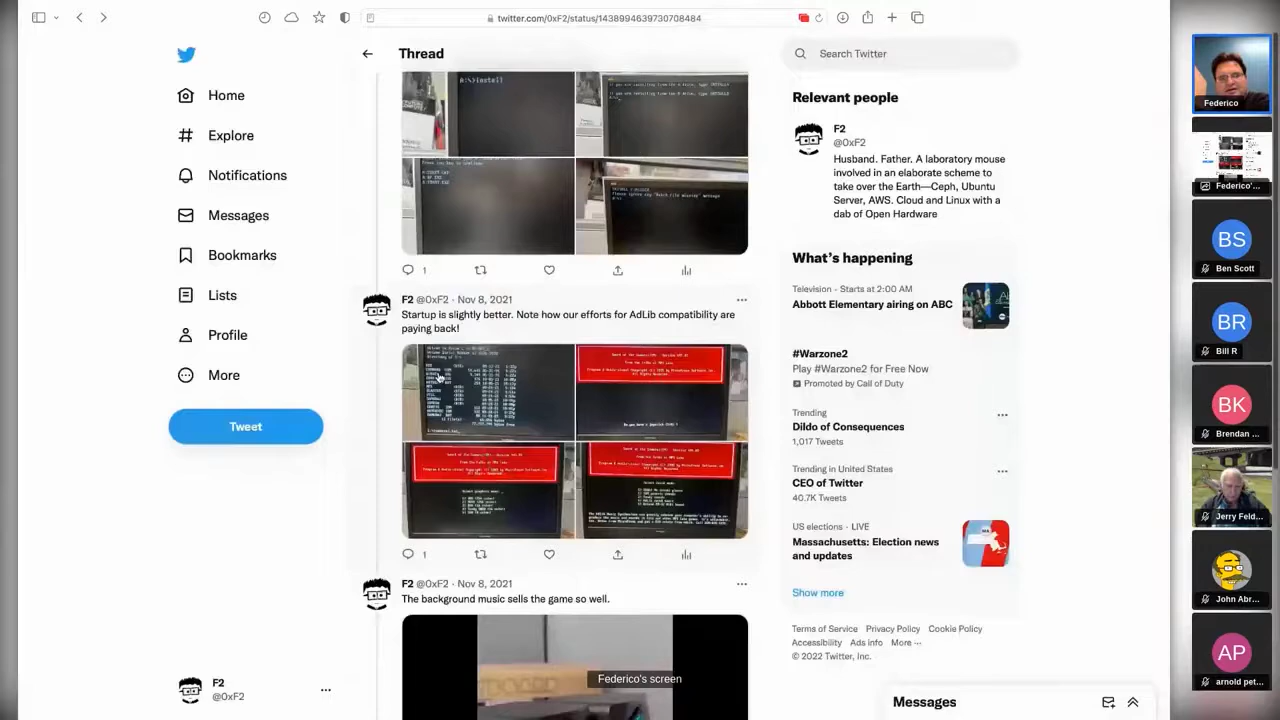 twitter.com/0xF2/status/1438994639730708484
Thread
Search Twitter
Home
Explore
Notifications
Messages
Bookmarks
Lists
Profile
More
Tweet
F2
@0xF2
A:\>install
1
F2 @0xF2 · Nov 8, 2021
Startup is slightly better. Note how our efforts for AdLib compatibility are
paying back!
1
F2 @0xF2 · Nov 8, 2021
The background music sells the game so well.
Federico's screen
Relevant people
F2
@0xF2
Husband. Father. A laboratory mouse
involved in an elaborate scheme to
take over the Earth—Ceph, Ubuntu
Server, AWS. Cloud and Linux with a
dab of Open Hardware
What's happening
Television · Starts at 2:00 AM
Abbott Elementary airing on ABC
#Warzone2
Play #Warzone2 for Free Now
Promoted by Call of Duty
Trending
Dildo of Consequences
1,017 Tweets
Trending in United States
CEO of Twitter
40.7K Tweets
US elections · LIVE
Massachusetts: Election news
and updates
Show more
Terms of Service Privacy Policy Cookie Policy
Accessibility Ads info More ···
© 2022 Twitter, Inc.
Messages
Federico
Federico'...
BS
Ben Scott
BR
Bill R
BK
Brendan ...
Jerry Feld...
John Abr...
AP
arnold pet...